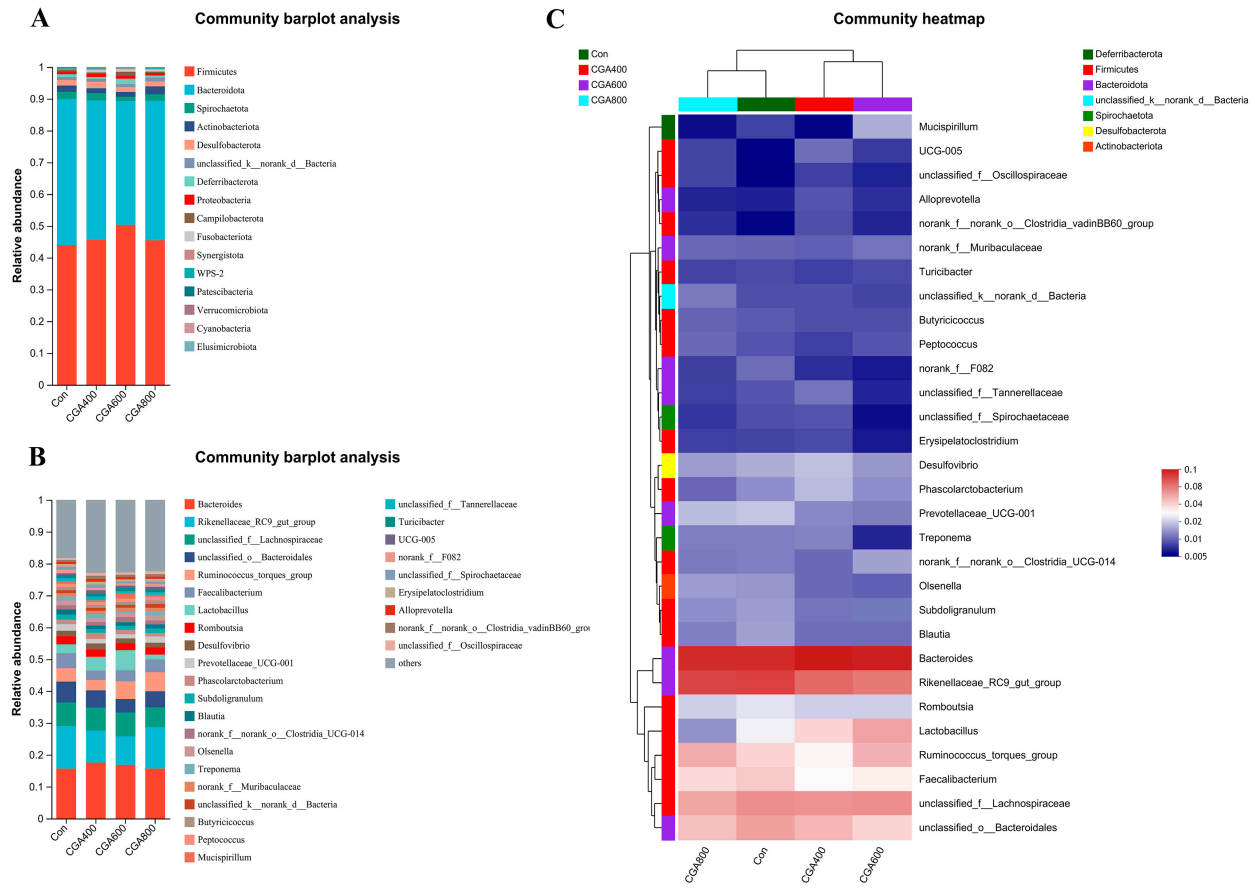 A
Community barplot analysis
Relative abundance
1
0.9
0.8
0.7
0.6
0.5
0.4
0.3
0.2
0.1
0
Con
CGA400
CGA600
CGA800
Firmicutes
Bacteroidota
Spirochaetota
Actinobacteriota
Desulfobacterota
unclassified_k__norank_d__Bacteria
Deferribacterota
Proteobacteria
Campilobacterota
Fusobacteriota
Synergistota
WPS-2
Patescibacteria
Verrucomicrobiota
Cyanobacteria
Elusimicrobiota
B
Community barplot analysis
Relative abundance
1
0.9
0.8
0.7
0.6
0.5
0.4
0.3
0.2
0.1
0
Con
CGA400
CGA600
CGA800
Bacteroides
Rikenellaceae_RC9_gut_group
unclassified_f__Lachnospiraceae
unclassified_o__Bacteroidales
Ruminococcus_torques_group
Faecalibacterium
Lactobacillus
Romboutsia
Desulfovibrio
Prevotellaceae_UCG-001
Phascolarctobacterium
Subdoligranulum
Blautia
norank_f__norank_o__Clostridia_UCG-014
Olsenella
Treponema
norank_f__Muribaculaceae
unclassified_k__norank_d__Bacteria
Butyricicoccus
Peptococcus
Mucispirillum
unclassified_f__Tannerellaceae
Turicibacter
UCG-005
norank_f__F082
unclassified_f__Spirochaetaceae
Erysipelatoclostridium
Alloprevotella
norank_f__norank_o__Clostridia_vadinBB60_grou
unclassified_f__Oscillospiraceae
others
C
Community heatmap
Con
CGA400
CGA600
CGA800
Deferribacterota
Firmicutes
Bacteroidota
unclassified_k__norank_d__Bacteria
Spirochaetota
Desulfobacterota
Actinobacteriota
Mucispirillum
UCG-005
unclassified_f__Oscillospiraceae
Alloprevotella
norank_f__norank_o__Clostridia_vadinBB60_group
norank_f__Muribaculaceae
Turicibacter
unclassified_k__norank_d__Bacteria
Butyricicoccus
Peptococcus
norank_f__F082
unclassified_f__Tannerellaceae
unclassified_f__Spirochaetaceae
Erysipelatoclostridium
Desulfovibrio
Phascolarctobacterium
Prevotellaceae_UCG-001
Treponema
norank_f__norank_o__Clostridia_UCG-014
Olsenella
Subdoligranulum
Blautia
Bacteroides
Rikenellaceae_RC9_gut_group
Romboutsia
Lactobacillus
Ruminococcus_torques_group
Faecalibacterium
unclassified_f__Lachnospiraceae
unclassified_o__Bacteroidales
CGA800
Con
CGA400
CGA600
0.1
0.04
0.02
0.01
0.005